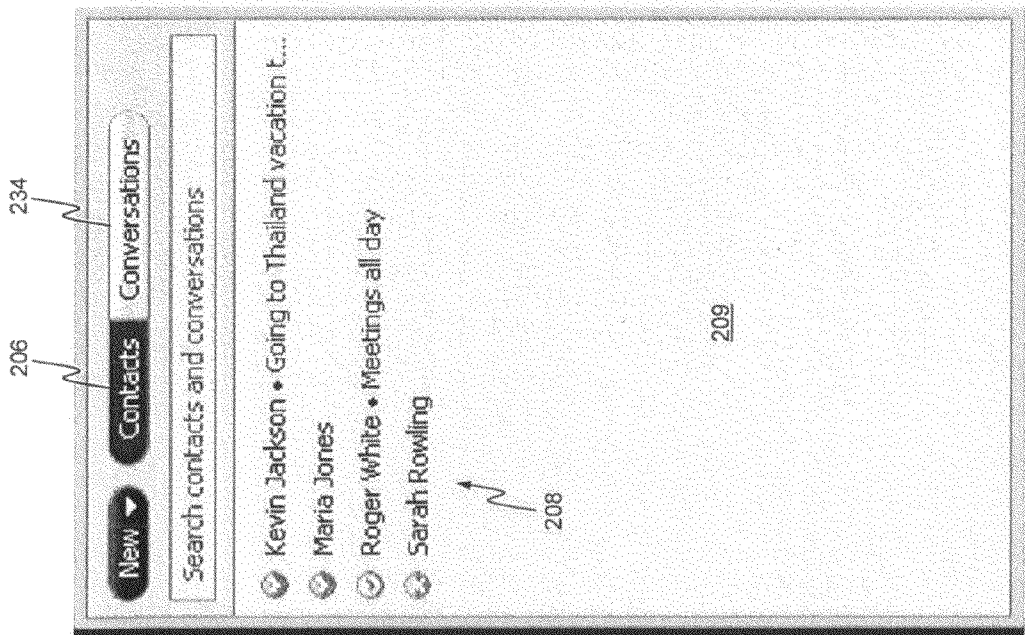 206 234
New Contacts Conversations
Search contacts and conversations
Kevin Jackson • Going to Thailand vacation t...
Maria Jones
Roger White • Meetings all day
Sarah Rowling
208
209